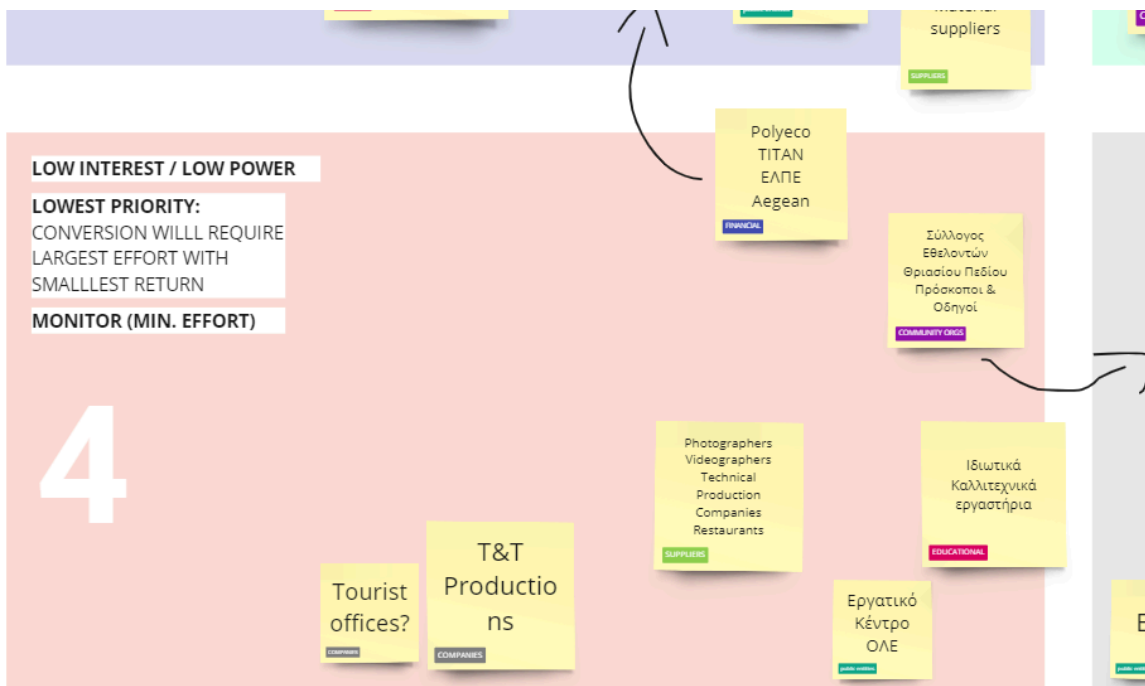 suppliers
SUPPLIERS
LOW INTEREST / LOW POWER
LOWEST PRIORITY:
CONVERSION WILLL REQUIRE
LARGEST EFFORT WITH
SMALLLEST RETURN
MONITOR (MIN. EFFORT)
4
Polyeco
TITAN
ΕΛΠΕ
Aegean
FINANCIAL
Σύλλογος
Εθελοντών
Θριασίου Πεδίου
Πρόσκοποι &
Οδηγοί
COMMUNITY ORGS
Photographers
Videographers
Technical
Production
Companies
Restaurants
SUPPLIERS
Ιδιωτικά
Καλλιτεχνικά
εργαστήρια
EDUCATIONAL
Tourist
offices?
COMPANIES
T&T
Productio
ns
COMPANIES
Εργατικό
Κέντρο
ΟΛΕ
public entities